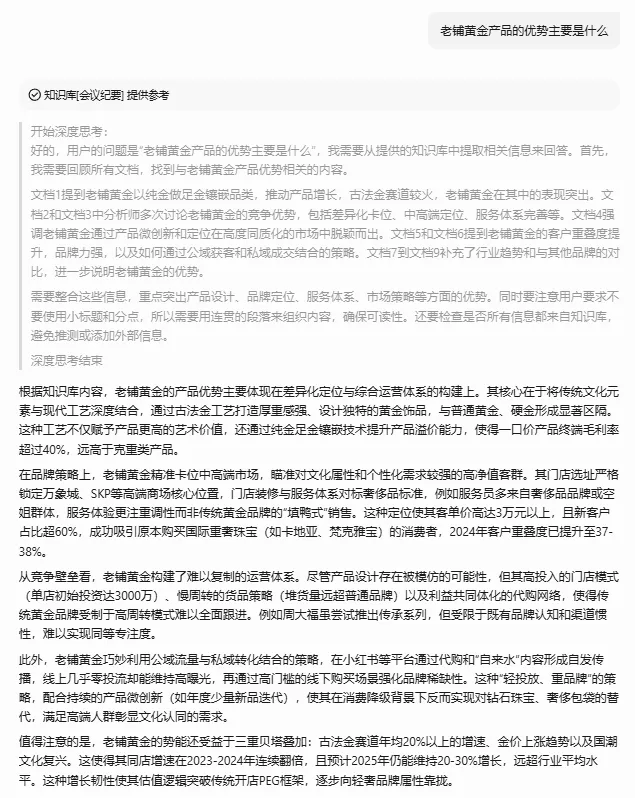 老铺黄金产品的优势主要是什么
知识库[会议纪要] 提供参考
开始深度思考:
好的，用户的问题是“老铺黄金产品的优势主要是什么”，我需要从提供的知识库中提取相关信息来回答。首先，
我需要回顾所有文档，找到与老铺黄金产品优势相关的内容。
文档1提到老铺黄金以纯金做足金镶嵌品类，推动产品增长，古法金赛道较火，老铺黄金在其中的表现突出。文
档2和文档3中分析师多次讨论老铺黄金的竞争优势，包括差异化卡位、中高端定位、服务体系完善等。文档4强
调老铺黄金通过产品微创新和定位在高度同质化的市场中脱颖而出。文档5和文档6提到老铺黄金的客户重叠度提
升，品牌力强，以及如何通过公域获客和私域成交结合的策略。文档7到文档9补充了行业趋势和与其他品牌的对
比，进一步说明老铺黄金的优势。
需要整合这些信息，重点突出产品设计、品牌定位、服务体系、市场策略等方面的优势。同时要注意用户要求不
要使用小标题和分点，所以需要用连贯的段落来组织内容，确保可读性。还要检查是否所有信息都来自知识库，
避免推测或添加外部信息。
深度思考结束
根据知识库内容，老铺黄金的产品优势主要体现在差异化定位与综合运营体系的构建上。其核心在于将传统文化元
素与现代工艺深度结合，通过古法金工艺打造厚重感强、设计独特的黄金饰品，与普通黄金、硬金形成显著区隔。
这种工艺不仅赋予产品更高的艺术价值，还通过纯金足金镶嵌技术提升产品溢价能力，使得一口价产品终端毛利率
超过40%，远高于克重类产品。
在品牌策略上，老铺黄金精准卡位中高端市场，瞄准对文化属性和个性化需求较强的高净值客群。其门店选址严格
锁定万象城、SKP等高端商场核心位置，门店装修与服务体系对标奢侈品标准，例如服务员多来自奢侈品品牌或空
姐群体，服务体验更注重调性而非传统黄金品牌的“填鸭式”销售。这种定位使其客单价高达3万元以上，且新客户
占比超60%，成功吸引原本购买国际重奢珠宝（如卡地亚、梵克雅宝）的消费者，2024年客户重叠度已提升至37-
38%。
从竞争壁垒看，老铺黄金构建了难以复制的运营体系。尽管产品设计存在被模仿的可能性，但其高投入的门店模式
（单店初始投资达3000万）、慢周转的货品策略（堆货量远超普通品牌）以及利益共同体化的代购网络，使得传
统黄金品牌受制于高周转模式难以全面跟进。例如周大福虽尝试推出传承系列，但受限于既有品牌认知和渠道惯
性，难以实现同等专注度。
此外，老铺黄金巧妙利用公域流量与私域转化结合的策略，在小红书等平台通过代购和“自来水”内容形成自发传
播，线上几乎零投流却能维持高曝光，再通过高门槛的线下购买场景强化品牌稀缺性。这种“轻投放、重品牌”的策
略，配合持续的产品微创新（如年度少量新品迭代），使其在消费降级背景下反而实现对钻石珠宝、奢侈包袋的替
代，满足高端人群彰显文化认同的需求。
值得注意的是，老铺黄金的势能还受益于三重贝塔叠加：古法金赛道年均20%以上的增速、金价上涨趋势以及国潮
文化复兴。这使得其同店增速在2023-2024年连续翻倍，且预计2025年仍能维持20-30%增长，远超行业平均水
平。这种增长韧性使其估值逻辑突破传统开店PEG框架，逐步向轻奢品牌属性靠拢。